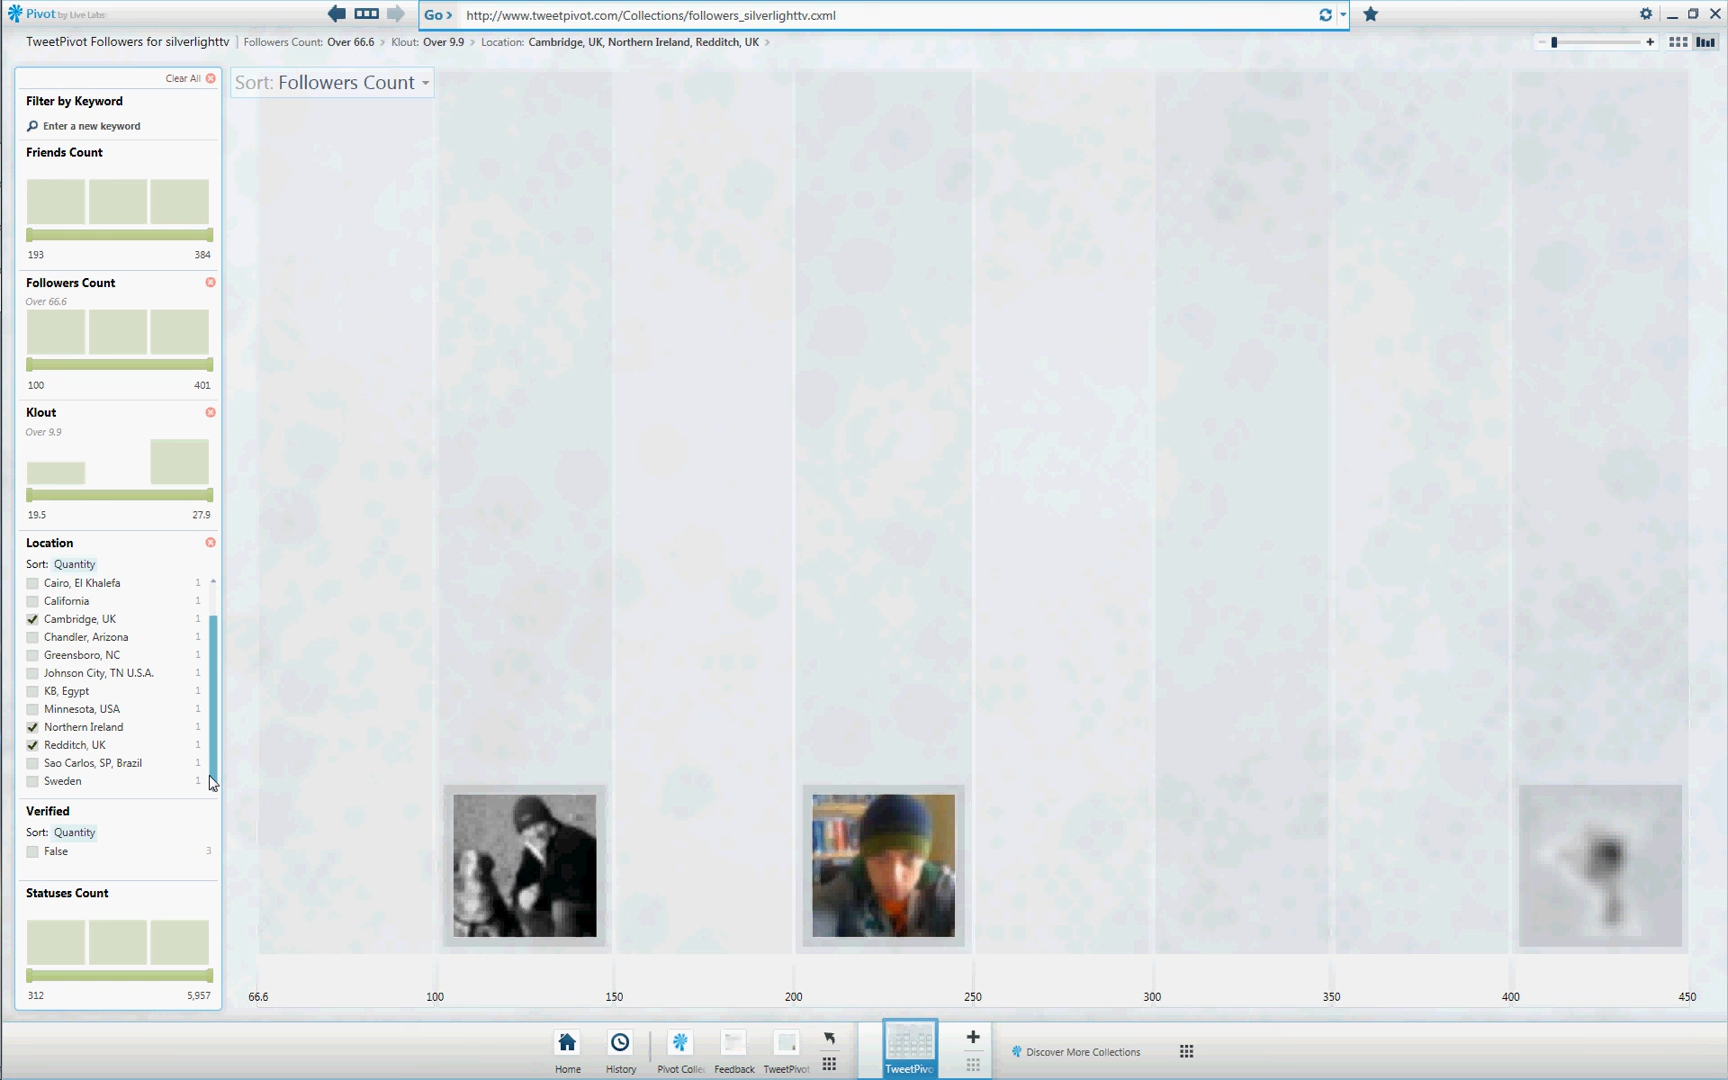 Pivot by Live Labs
Go > http://www.tweetpivot.com/Collections/followers_silverlighttv.cxml
TweetPivot Followers for silverlighttv | Followers Count: Over 66.6 > Klout: Over 9.9 > Location: Cambridge, UK, Northern Ireland, Redditch, UK >
Clear All
Sort: Followers Count
Filter by Keyword
Enter a new keyword
Friends Count
193 384
Followers Count
Over 66.6
100 401
Klout
Over 9.9
19.5 27.9
Location
Sort: Quantity
Cairo, El Khalefa 1
California 1
Cambridge, UK 1
Chandler, Arizona 1
Greensboro, NC 1
Johnson City, TN U.S.A. 1
KB, Egypt 1
Minnesota, USA 1
Northern Ireland 1
Redditch, UK 1
Sao Carlos, SP, Brazil 1
Sweden 1
Verified
Sort: Quantity
False 3
Statuses Count
312 5,957
66.6 100 150 200 250 300 350 400 450
Home History Pivot Colle Feedback TweetPivot TweetPivo Discover More Collections